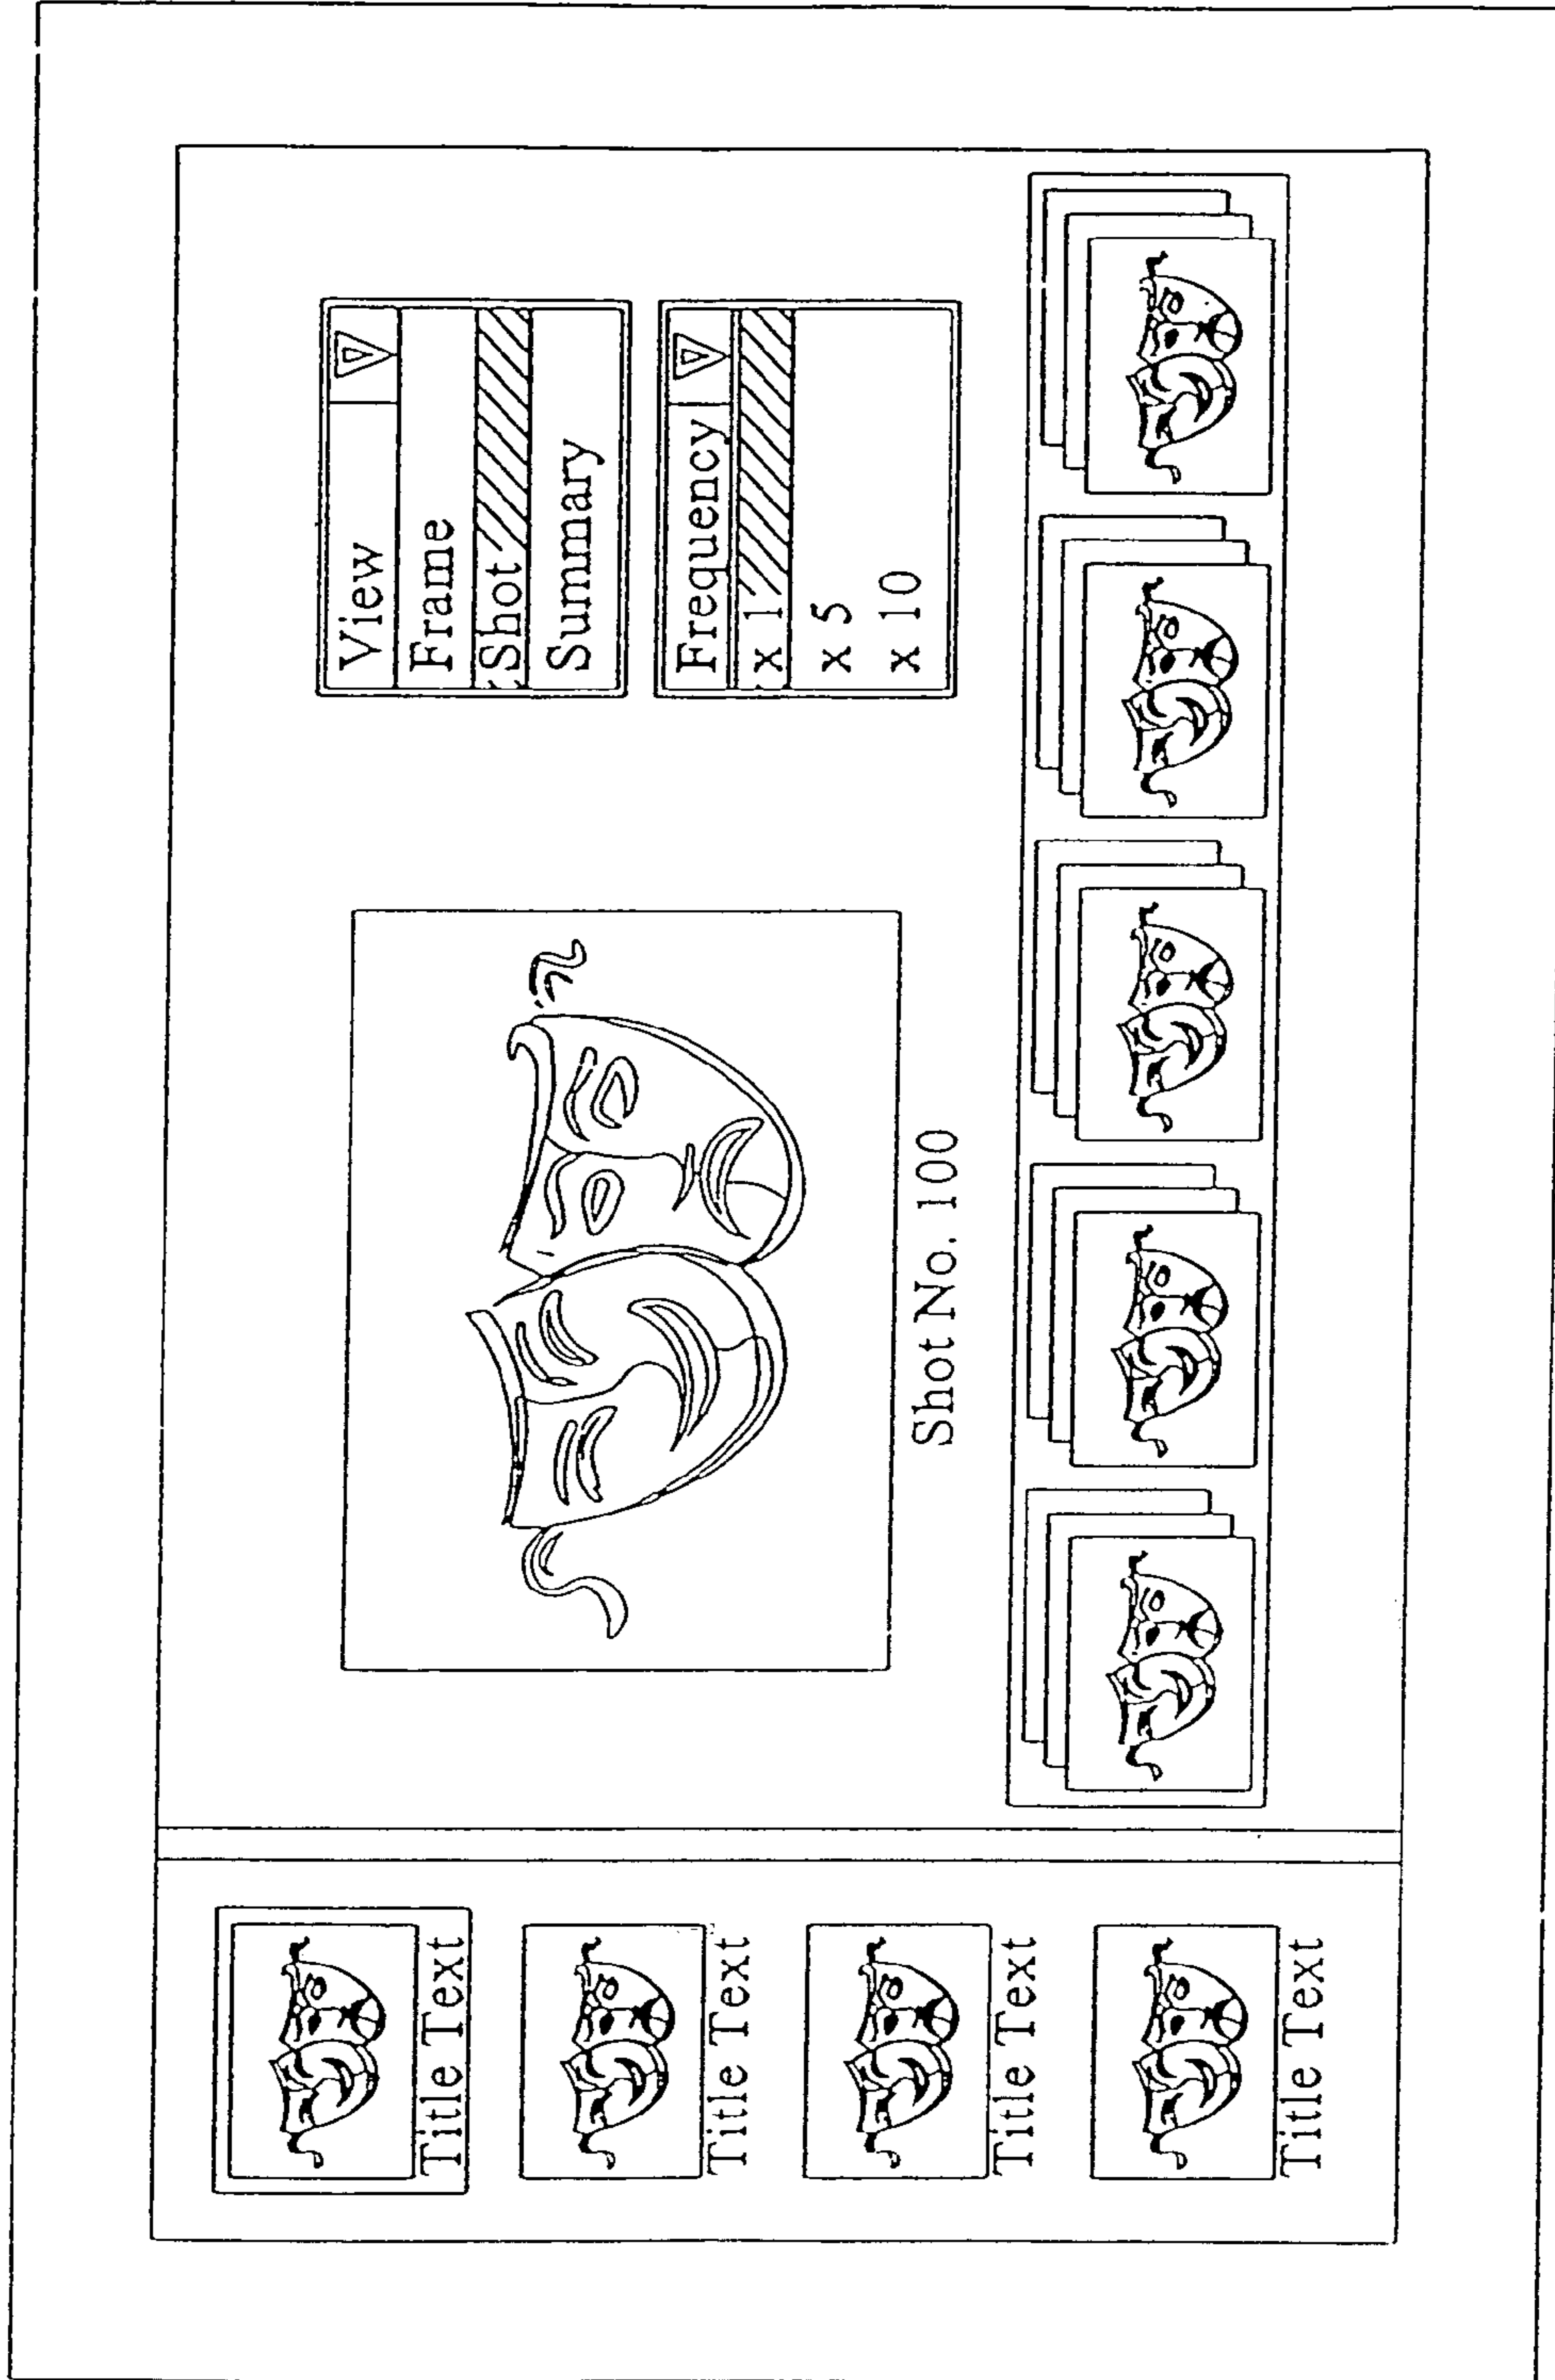 Title Text
Title Text
Title Text
Title Text
View
Frame
Shot
Summary
Frequency
x 1
x 5
x 10
Shot No. 100